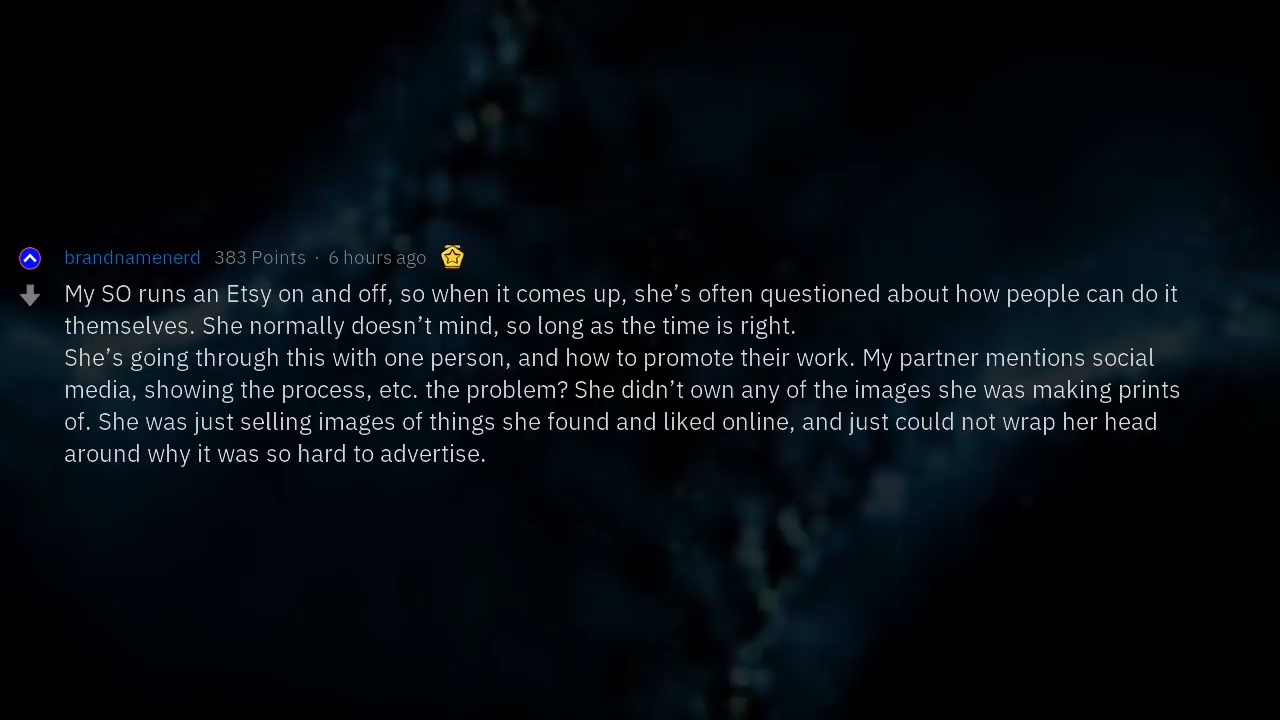 brandnamenerd 383 Points · 6 hours ago
My SO runs an Etsy on and off, so when it comes up, she’s often questioned about how people can do it
themselves. She normally doesn’t mind, so long as the time is right.
She’s going through this with one person, and how to promote their work. My partner mentions social
media, showing the process, etc. the problem? She didn’t own any of the images she was making prints
of. She was just selling images of things she found and liked online, and just could not wrap her head
around why it was so hard to advertise.